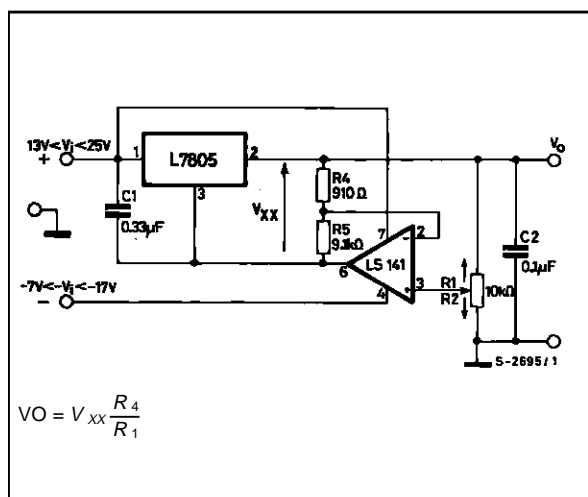 13V<Vi<25V
+
1
L7805
2
3
C1
0.33µF
VXX
R4
910Ω
R5
9.1kΩ
7
2
-
LS 141
6
4
+
3
R1
R2
10kΩ
C2
0.1µF
Vo
-7V<-Vi<-17V
-
S-2695/1
VO = VXX R4/R1